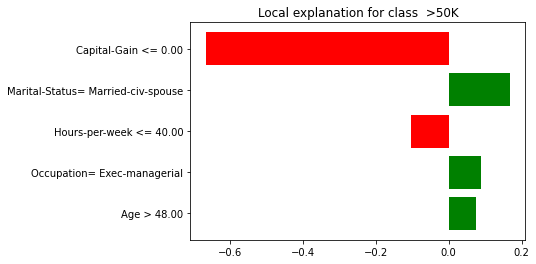 Local explanation for class  >50K
Capital-Gain <= 0.00
Marital-Status= Married-civ-spouse
Hours-per-week <= 40.00
Occupation= Exec-managerial
Age > 48.00
−0.6 −0.4 −0.2 0.0 0.2